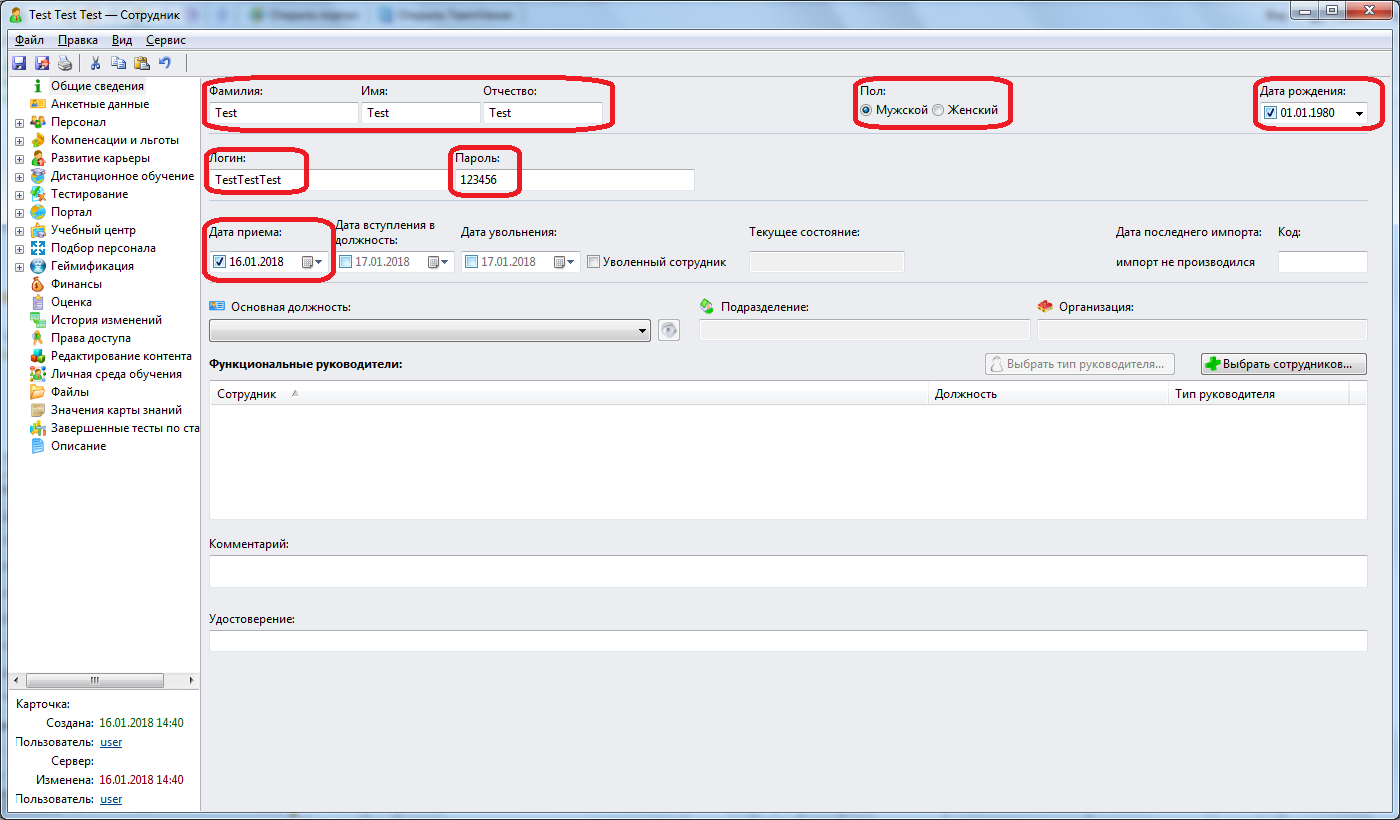 Test Test Test — Сотрудник
Файл Правка Вид Сервис
Общие сведения
Анкетные данные
Персонал
Компенсации и льготы
Развитие карьеры
Дистанционное обучение
Тестирование
Портал
Учебный центр
Подбор персонала
Геймификация
Финансы
Оценка
История изменений
Права доступа
Редактирование контента
Личная среда обучения
Файлы
Значения карты знаний
Завершенные тесты по ста
Описание
Карточка:
Создана: 16.01.2018 14:40
Пользователь: user
Сервер:
Изменена: 16.01.2018 14:40
Пользователь: user
Фамилия: Имя: Отчество: Пол: Дата рождения:
Test Test Test Мужской Женский 01.01.1980
Логин: Пароль:
TestTestTest 123456
Дата приема: Дата вступления в должность: Дата увольнения: Текущее состояние: Дата последнего импорта: Код:
16.01.2018 17.01.2018 17.01.2018 Уволенный сотрудник импорт не производился
Основная должность: Подразделение: Организация:
Функциональные руководители: Выбрать тип руководителя... Выбрать сотрудников...
Сотрудник Должность Тип руководителя
Комментарий:
Удостоверение: